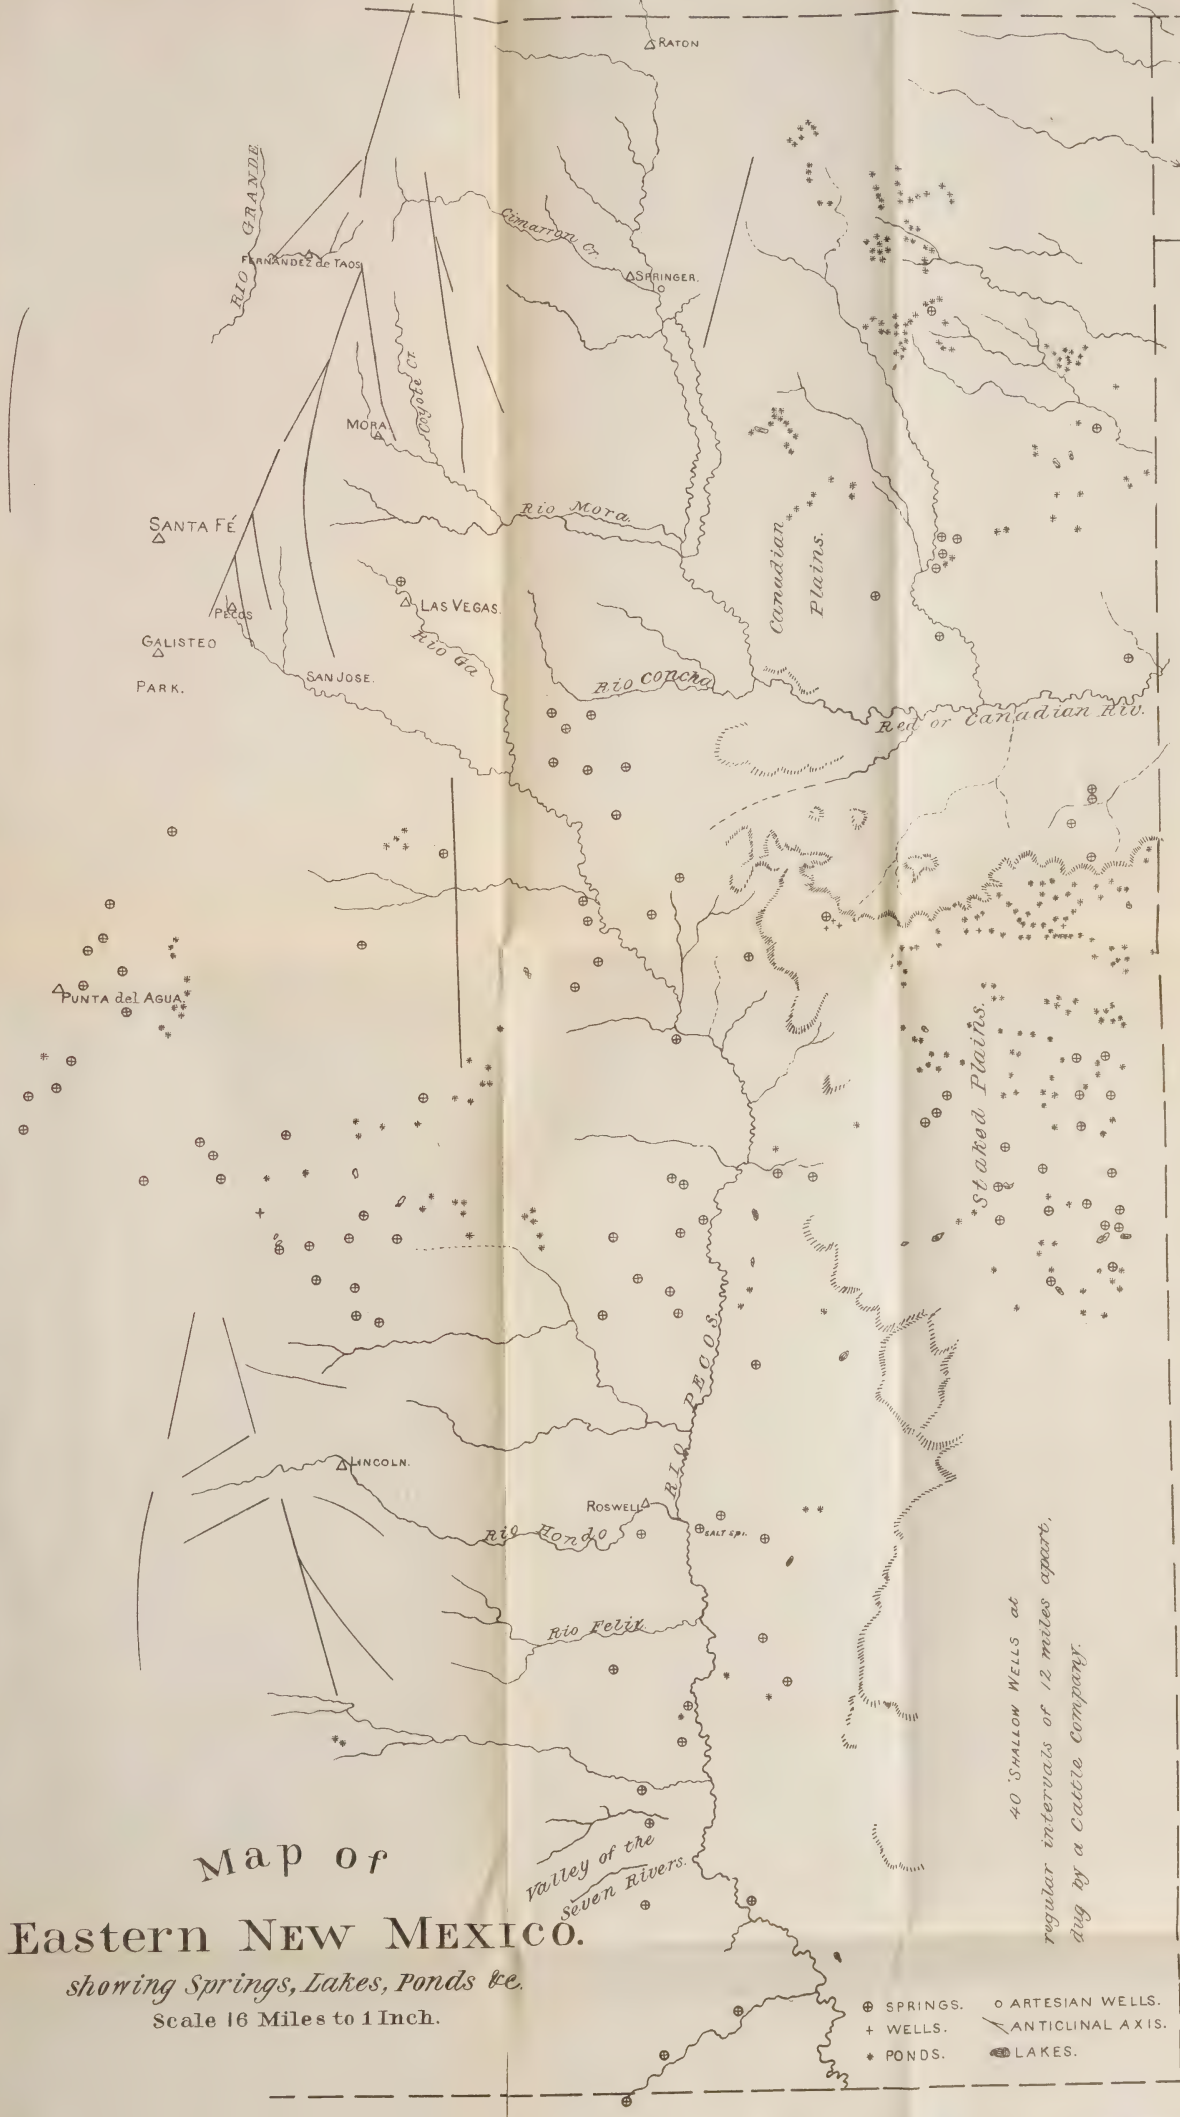 RATON
RIO GRANDE
Cimarron Cr.
FERNANDEZ de TAOS
SPRINGER.
Coyote Cr.
MORA.
SANTA FÉ
Rio Mora.
Canadian
Plains.
PECOS
LAS VEGAS.
Rio Ga
GALISTEO
PARK.
SAN JOSE.
Rio Concha
Red or Canadian Riv.
PUNTA del AGUA.
Staked Plains.
RIO PECOS.
LINCOLN.
ROSWELL
SALT Spi.
Rio Hondo
Rio Felix
40 SHALLOW WELLS at
regular intervals of 12 miles apart,
dug by a Cattle Company.
Valley of the
Seven Rivers.
Map of
Eastern NEW MEXICO.
showing Springs, Lakes, Ponds &c.
Scale 16 Miles to 1 Inch.
SPRINGS.
WELLS.
PONDS.
ARTESIAN WELLS.
ANTICLINAL AXIS.
LAKES.